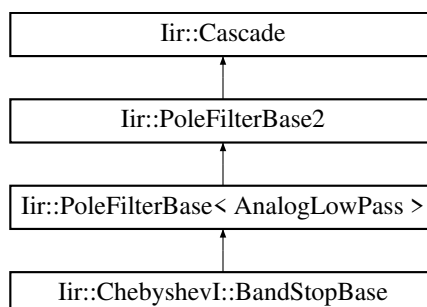 Iir::Cascade
Iir::PoleFilterBase2
Iir::PoleFilterBase< AnalogLowPass >
Iir::ChebyshevI::BandStopBase